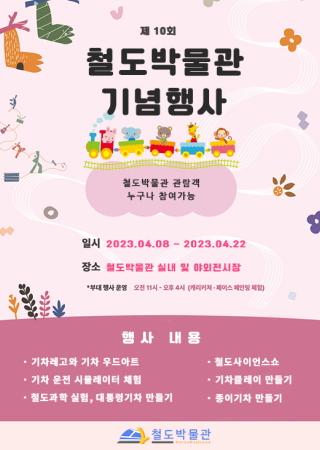 제 10회
철도박물관
기념행사
철도박물관 관람객
누구나 참여가능
일시 2023.04.08 - 2023.04.22
장소 철도박물관 실내 및 야외전시장
*부대 행사 운영 오전 11시 - 오후 4시 (캐리커처 · 페이스 페인팅 체험)
행사 내용
· 기차레고와 기차 우드아트
· 기차 운전 시뮬레이터 체험
· 철도과학 실험, 대통령기차 만들기
· 철도사이언스쇼
· 기차클레이 만들기
· 종이기차 만들기
철도박물관